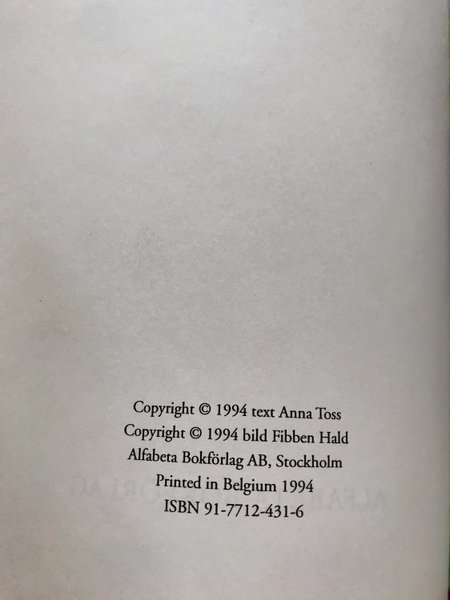 Copyright © 1994 text Anna Toss
Copyright © 1994 bild Fibben Hald
Alfabeta Bokförlag AB, Stockholm
Printed in Belgium 1994
ISBN 91-7712-431-6